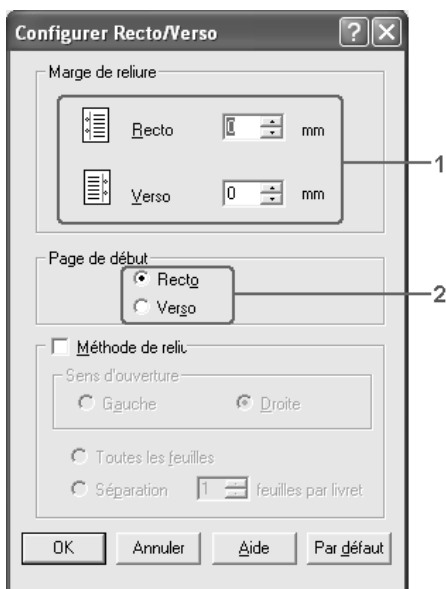 Configurer Recto/Verso
Marge de reliure
Recto 0 mm
1
Verso 0 mm
Page de début
Recto
2
Verso
Méthode de reliu
Sens d'ouverture
Gauche Droite
Toutes les feuilles
Séparation 1 feuilles par livret
OK Annuler Aide Par défaut